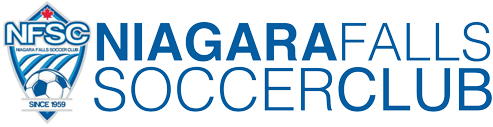 NFSC
NIAGARA FALLS SOCCER CLUB
SINCE 1959
NIAGARAFALLS
SOCCERCLUB